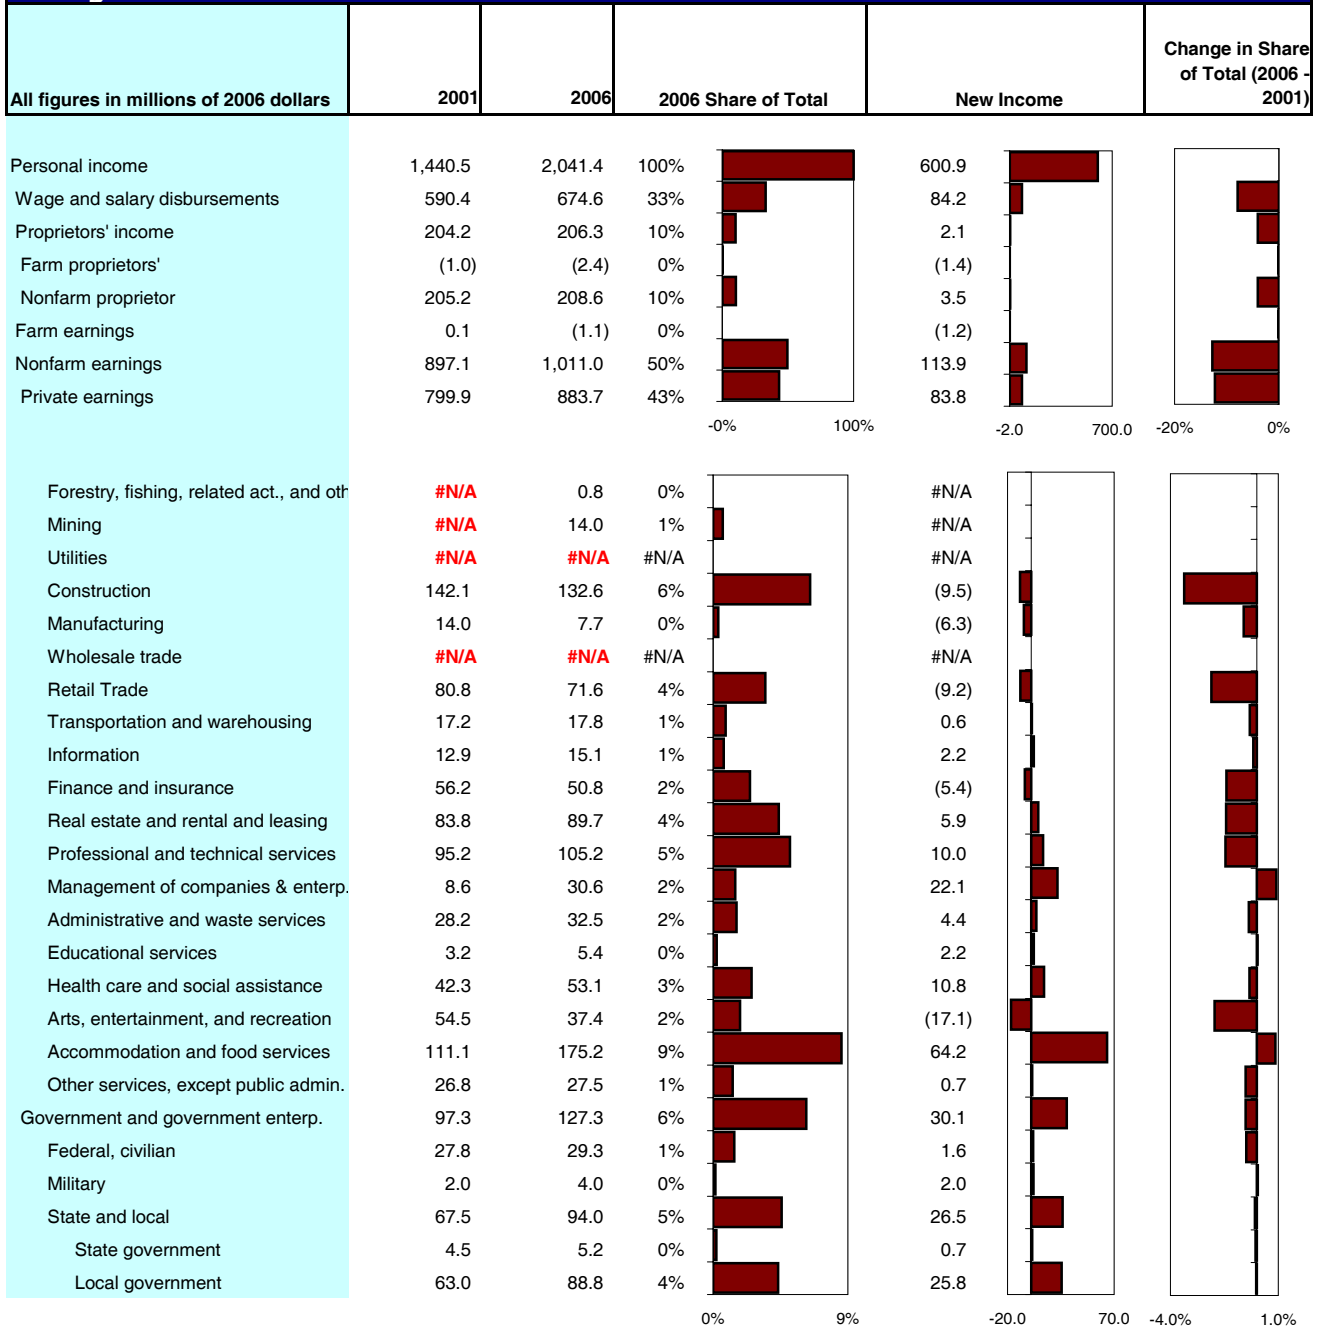 Change in Share
of Total (2006 -
All figures in millions of 2006 dollars 2001 2006 2006 Share of Total New Income 2001)
Personal income 1,440.5 2,041.4 100% 600.9
Wage and salary disbursements 590.4 674.6 33% 84.2
Proprietors' income 204.2 206.3 10% 2.1
Farm proprietors' (1.0) (2.4) 0% (1.4)
Nonfarm proprietor 205.2 208.6 10% 3.5
Farm earnings 0.1 (1.1) 0% (1.2)
Nonfarm earnings 897.1 1,011.0 50% 113.9
Private earnings 799.9 883.7 43% 83.8
-0% 100% -2.0 700.0 -20% 0%
Forestry, fishing, related act., and oth #N/A 0.8 0% #N/A
Mining #N/A 14.0 1% #N/A
Utilities #N/A #N/A #N/A #N/A
Construction 142.1 132.6 6% (9.5)
Manufacturing 14.0 7.7 0% (6.3)
Wholesale trade #N/A #N/A #N/A #N/A
Retail Trade 80.8 71.6 4% (9.2)
Transportation and warehousing 17.2 17.8 1% 0.6
Information 12.9 15.1 1% 2.2
Finance and insurance 56.2 50.8 2% (5.4)
Real estate and rental and leasing 83.8 89.7 4% 5.9
Professional and technical services 95.2 105.2 5% 10.0
Management of companies & enterp. 8.6 30.6 2% 22.1
Administrative and waste services 28.2 32.5 2% 4.4
Educational services 3.2 5.4 0% 2.2
Health care and social assistance 42.3 53.1 3% 10.8
Arts, entertainment, and recreation 54.5 37.4 2% (17.1)
Accommodation and food services 111.1 175.2 9% 64.2
Other services, except public admin. 26.8 27.5 1% 0.7
Government and government enterp. 97.3 127.3 6% 30.1
Federal, civilian 27.8 29.3 1% 1.6
Military 2.0 4.0 0% 2.0
State and local 67.5 94.0 5% 26.5
State government 4.5 5.2 0% 0.7
Local government 63.0 88.8 4% 25.8
0% 9% -20.0 70.0 -4.0% 1.0%